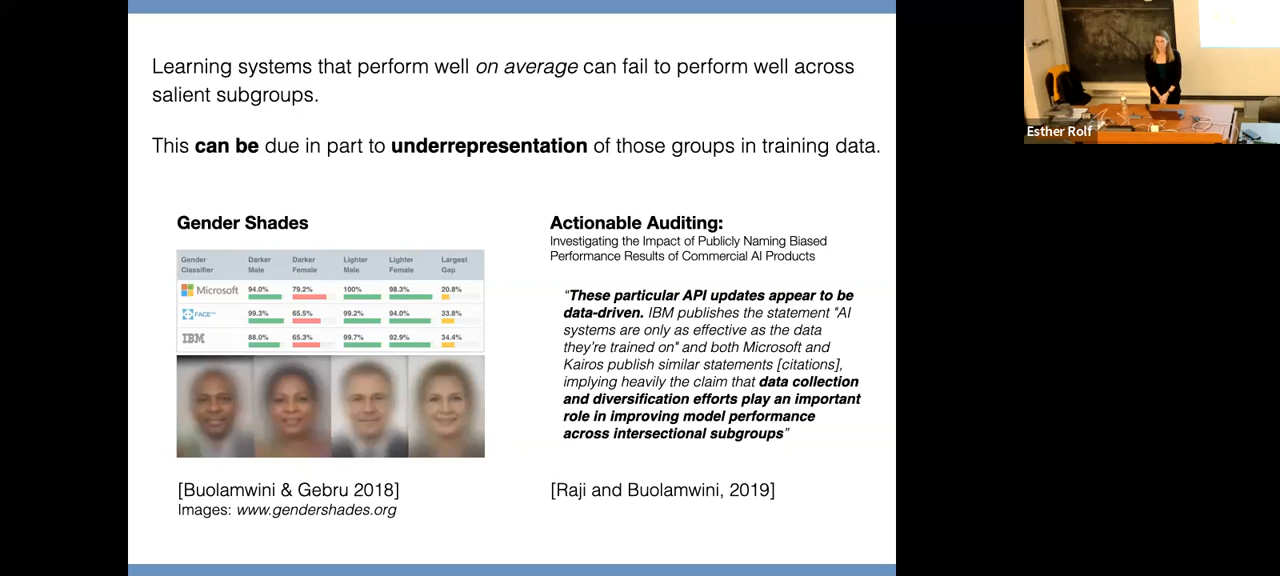 Learning systems that perform well on average can fail to perform well across
salient subgroups.
This can be due in part to underrepresentation of those groups in training data.
Gender Shades
Gender
Classifier
Darker
Male
Darker
Female
Lighter
Male
Lighter
Female
Largest
Gap
Microsoft 94.0% 79.2% 100% 98.3% 20.8%
FACE++ 99.3% 65.5% 99.2% 94.0% 33.8%
IBM 88.0% 65.3% 99.7% 92.9% 34.4%
[Buolamwini & Gebru 2018]
Images: www.gendershades.org
Actionable Auditing:
Investigating the Impact of Publicly Naming Biased
Performance Results of Commercial AI Products
“These particular API updates appear to be
data-driven. IBM publishes the statement "AI
systems are only as effective as the data
they’re trained on" and both Microsoft and
Kairos publish similar statements [citations],
implying heavily the claim that data collection
and diversification efforts play an important
role in improving model performance
across intersectional subgroups”
[Raji and Buolamwini, 2019]
Esther Rolf